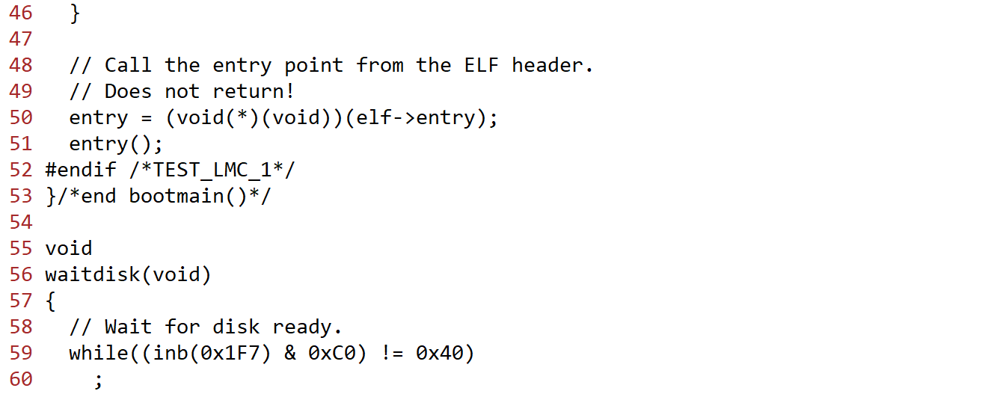 46   }
47
48   // Call the entry point from the ELF header.
49   // Does not return!
50   entry = (void(*)(void))(elf->entry);
51   entry();
52 #endif /*TEST_LMC_1*/
53 }/*end bootmain()*/
54
55 void
56 waitdisk(void)
57 {
58   // Wait for disk ready.
59   while((inb(0x1F7) & 0xC0) != 0x40)
60     ;